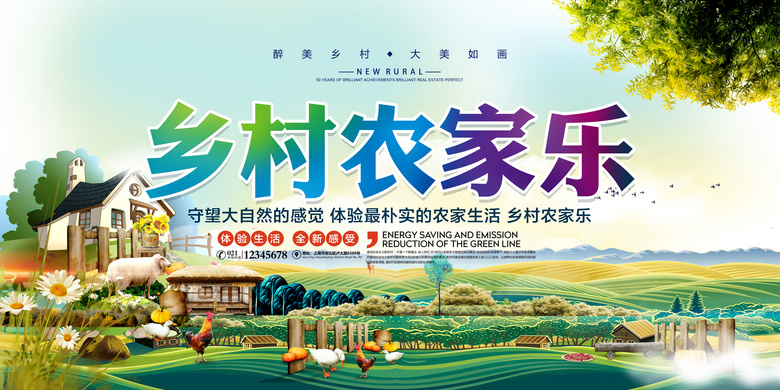 醉美乡村◆大美如画
NEW RURAL
50 YEARS OF BRILLIANT ACHIEVEMENTS BRILLIANT REAL ESTATE PERFECT
乡村农家乐
守望大自然的感觉 体验最朴实的农家生活 乡村农家乐
体验生活 全新感受
021 12345678
ENERGY SAVING AND EMISSION
REDUCTION OF THE GREEN LINE